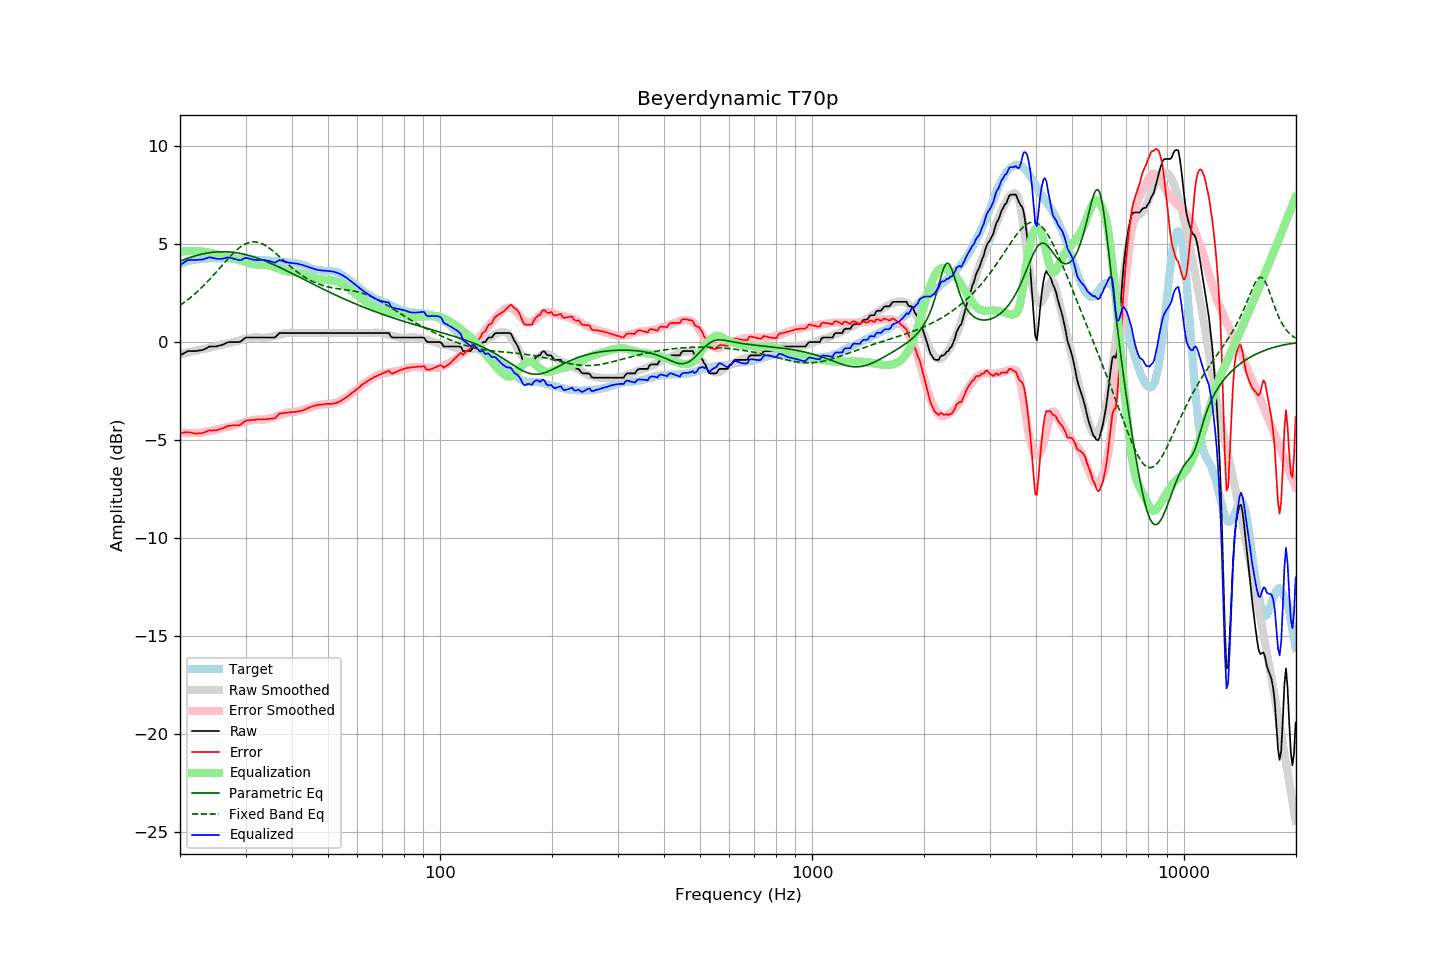 Beyerdynamic T70p
10
5
0
−5
−10
−15
−20
−25
Amplitude (dBr)
Target
Raw Smoothed
Error Smoothed
Raw
Error
Equalization
Parametric Eq
Fixed Band Eq
Equalized
100
1000
10000
Frequency (Hz)